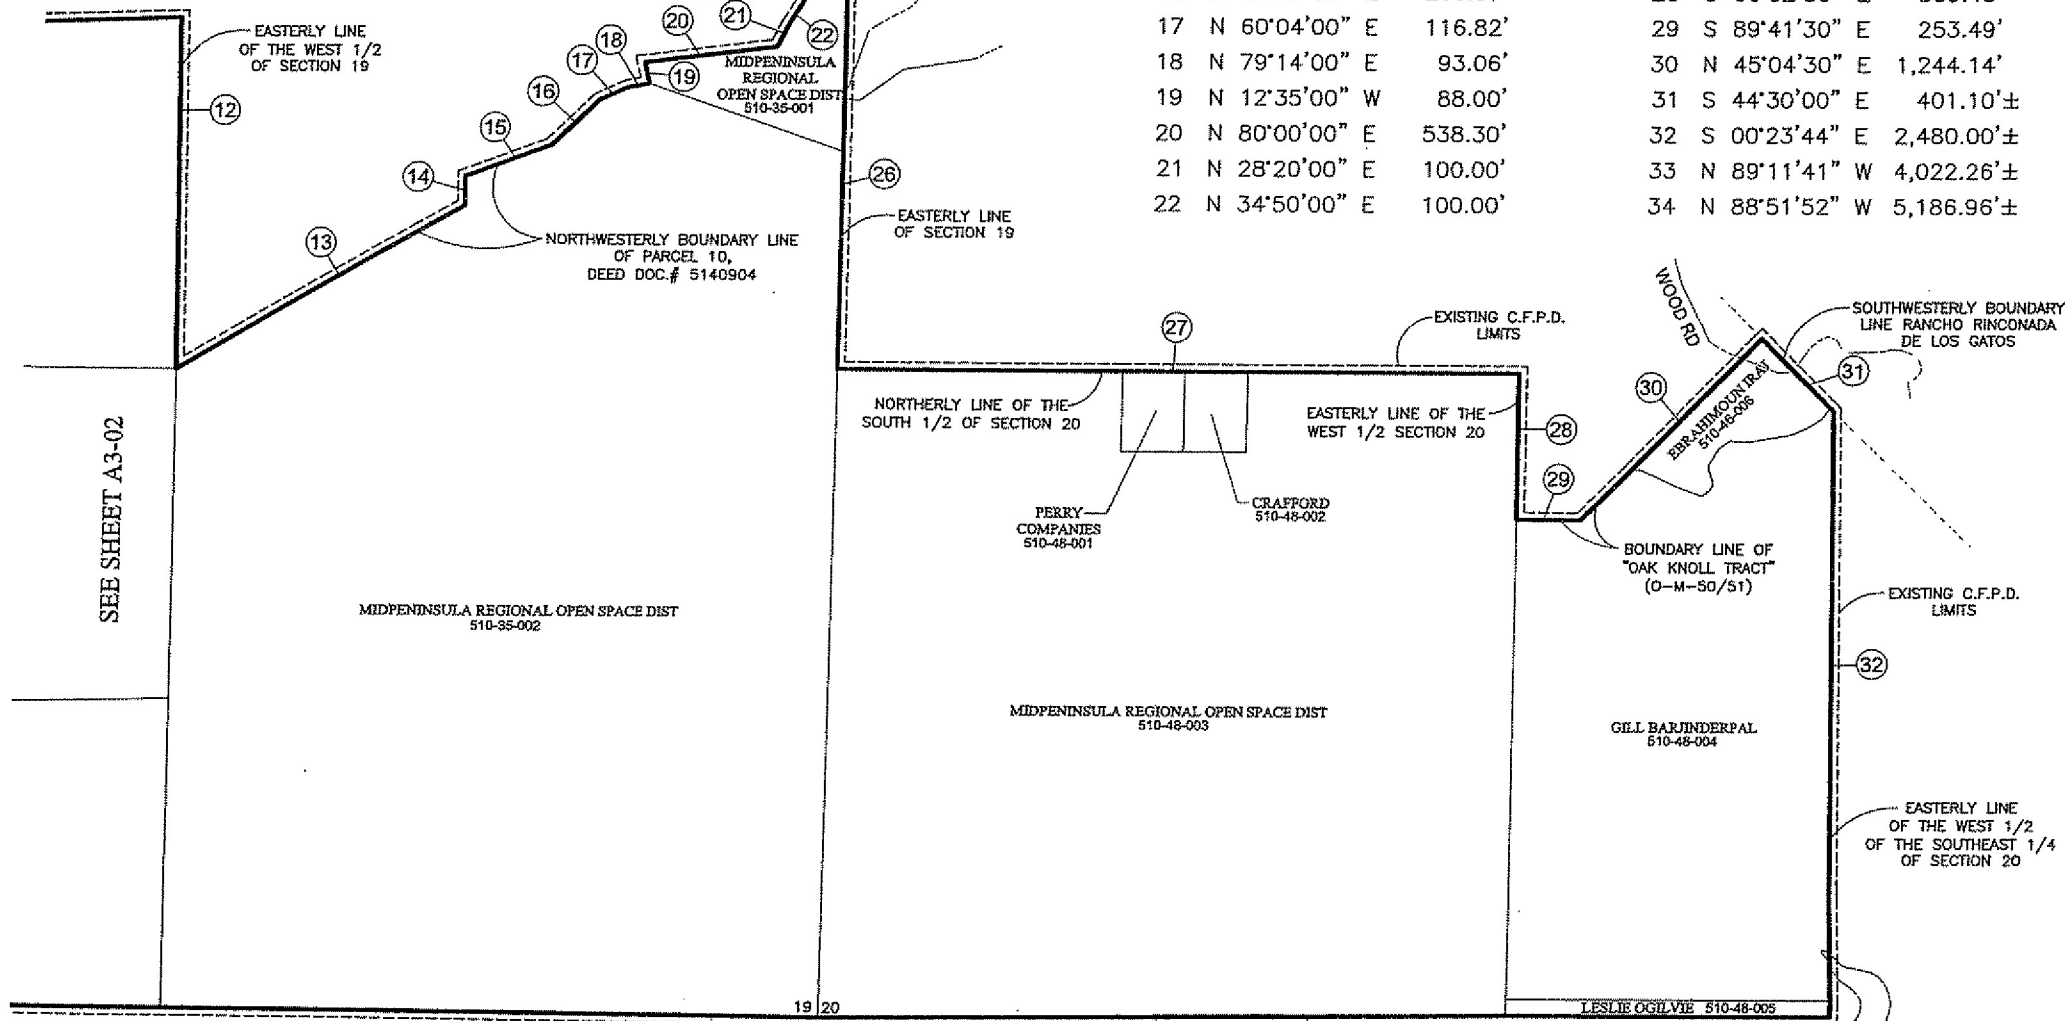 EASTERLY LINE
OF THE WEST 1/2
OF SECTION 19
12
13
14
15
16
17
18
19
20
21
22
MIDPENINSULA
REGIONAL
OPEN SPACE DIST
510-35-001
26
EASTERLY LINE
OF SECTION 19
NORTHWESTERLY BOUNDARY LINE
OF PARCEL 10,
DEED DOC.# 5140904
17 N 60°04'00" E 116.82'
18 N 79°14'00" E 93.06'
19 N 12°35'00" W 88.00'
20 N 80°00'00" E 538.30'
21 N 28°20'00" E 100.00'
22 N 34°50'00" E 100.00'
29 S 89°41'30" E 253.49'
30 N 45°04'30" E 1,244.14'
31 S 44°30'00" E 401.10'±
32 S 00°23'44" E 2,480.00'±
33 N 89°11'41" W 4,022.26'±
34 N 88°51'52" W 5,186.96'±
27
EXISTING C.F.P.D.
LIMITS
WOOD RD
SOUTHWESTERLY BOUNDARY
LINE RANCHO RINCONADA
DE LOS GATOS
30
31
EBRAHIMOUN IRAJ
510-46-006
NORTHERLY LINE OF THE
SOUTH 1/2 OF SECTION 20
EASTERLY LINE OF THE
WEST 1/2 SECTION 20
28
29
PERRY
COMPANIES
510-48-001
CRAFFORD
510-48-002
BOUNDARY LINE OF
"OAK KNOLL TRACT"
(O-M-50/51)
EXISTING C.F.P.D.
LIMITS
32
SEE SHEET A3-02
MIDPENINSULA REGIONAL OPEN SPACE DIST
510-35-002
MIDPENINSULA REGIONAL OPEN SPACE DIST
510-48-003
GILL BARJINDERPAL
510-48-004
EASTERLY LINE
OF THE WEST 1/2
OF THE SOUTHEAST 1/4
OF SECTION 20
19 20
LESLIE OGILVIE 510-48-005